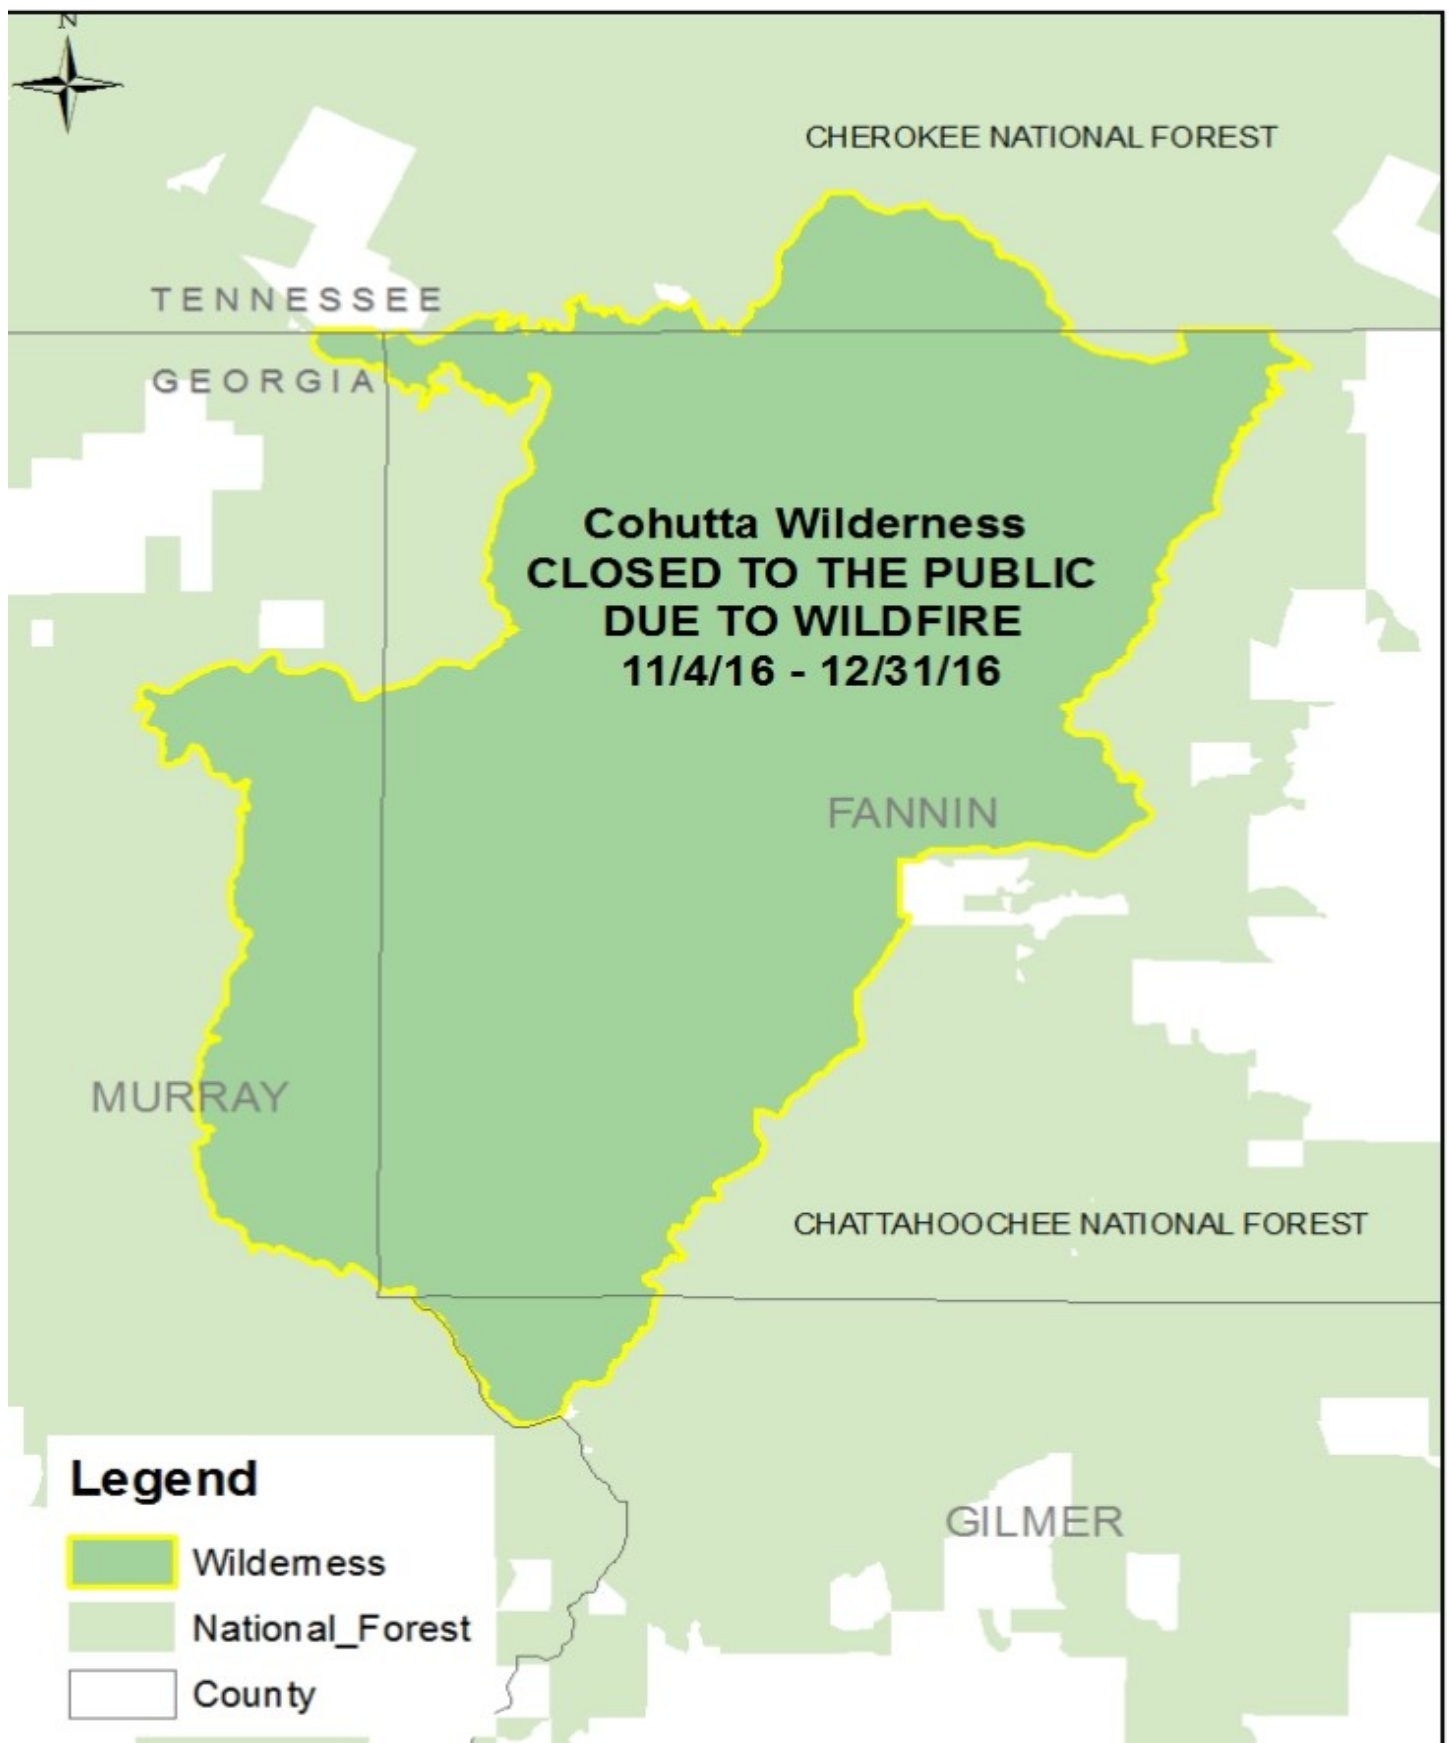 N
CHEROKEE NATIONAL FOREST
TENNESSEE
GEORGIA
Cohutta Wilderness
CLOSED TO THE PUBLIC
DUE TO WILDFIRE
11/4/16 - 12/31/16
FANNIN
MURRAY
CHATTAHOOCHEE NATIONAL FOREST
GILMER
Legend
Wilderness
National_Forest
County